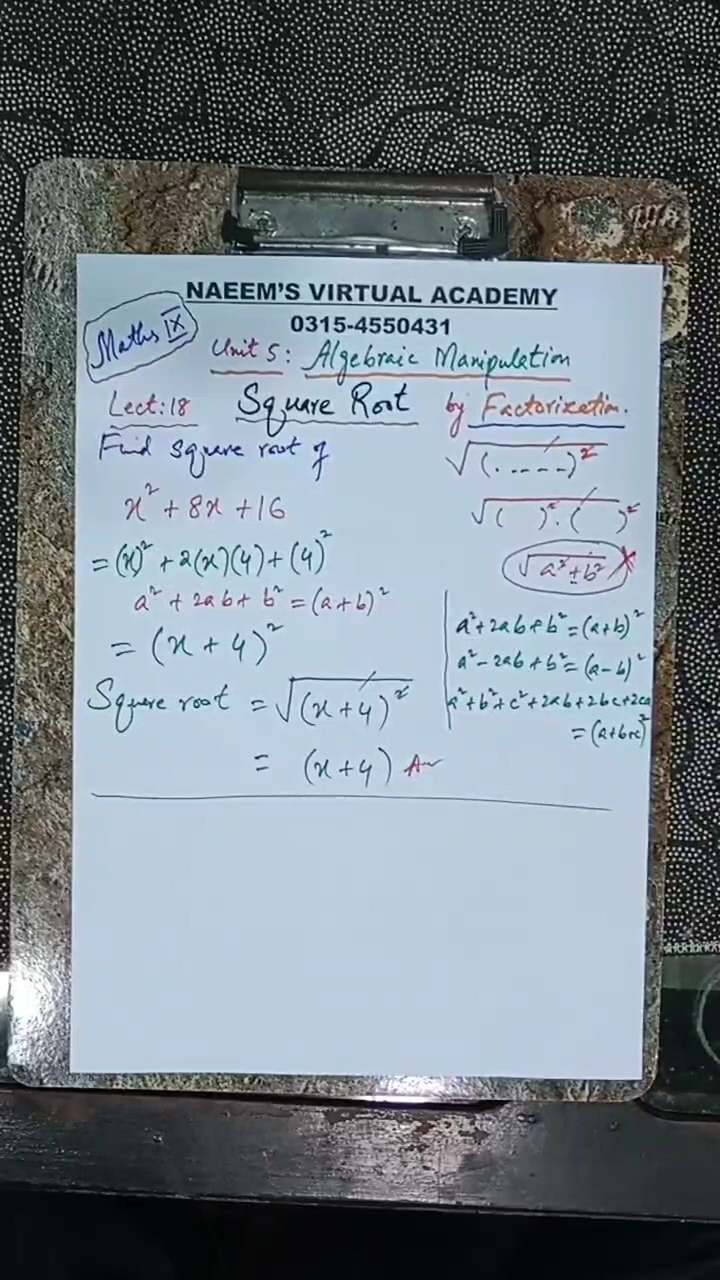 NAEEM'S VIRTUAL ACADEMY
0315-4550431
Maths IX
Unit 5: Algebraic Manipulation
Lect:18 Square Root by Factorization.
Find square root of
x² + 8x + 16
= (x)² + 2(x)(4) + (4)²
a² + 2ab + b² = (a+b)²
= (x + 4)²
Square root = √(x+4)²
= (x+4) Ans
√(.-----)²
√( )².( )²
√a²±b² ×
a²+2ab+b²=(a+b)²
a²-2ab+b²=(a-b)²
a²+b²+c²+2ab+2bc+2ca
=(a+b+c)²